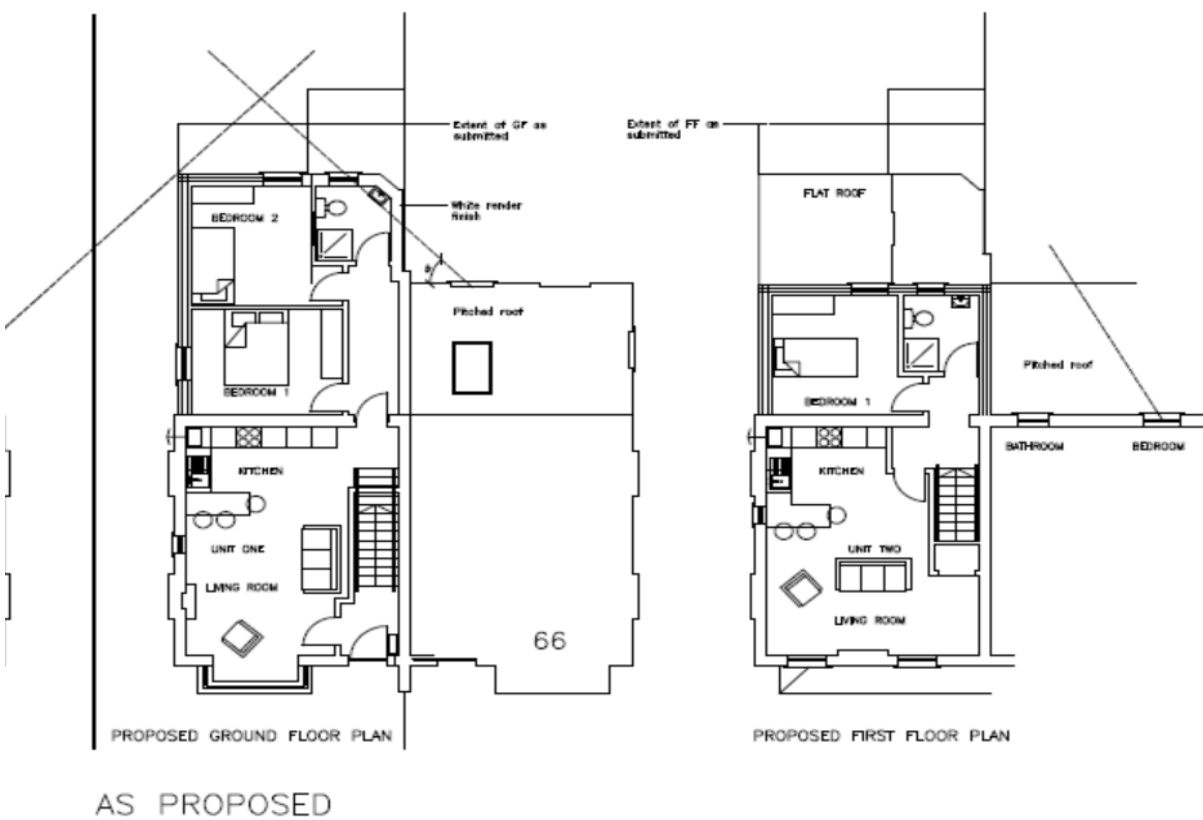 Extent of GF as
submitted
White render
finish
BEDROOM 2
BEDROOM 1
Pitched roof
KITCHEN
UNIT ONE
LIVING ROOM
66
PROPOSED GROUND FLOOR PLAN
Extent of FF as
submitted
FLAT ROOF
Pitched roof
BEDROOM 1
BATHROOM
BEDROOM
KITCHEN
UNIT TWO
LIVING ROOM
PROPOSED FIRST FLOOR PLAN
AS PROPOSED